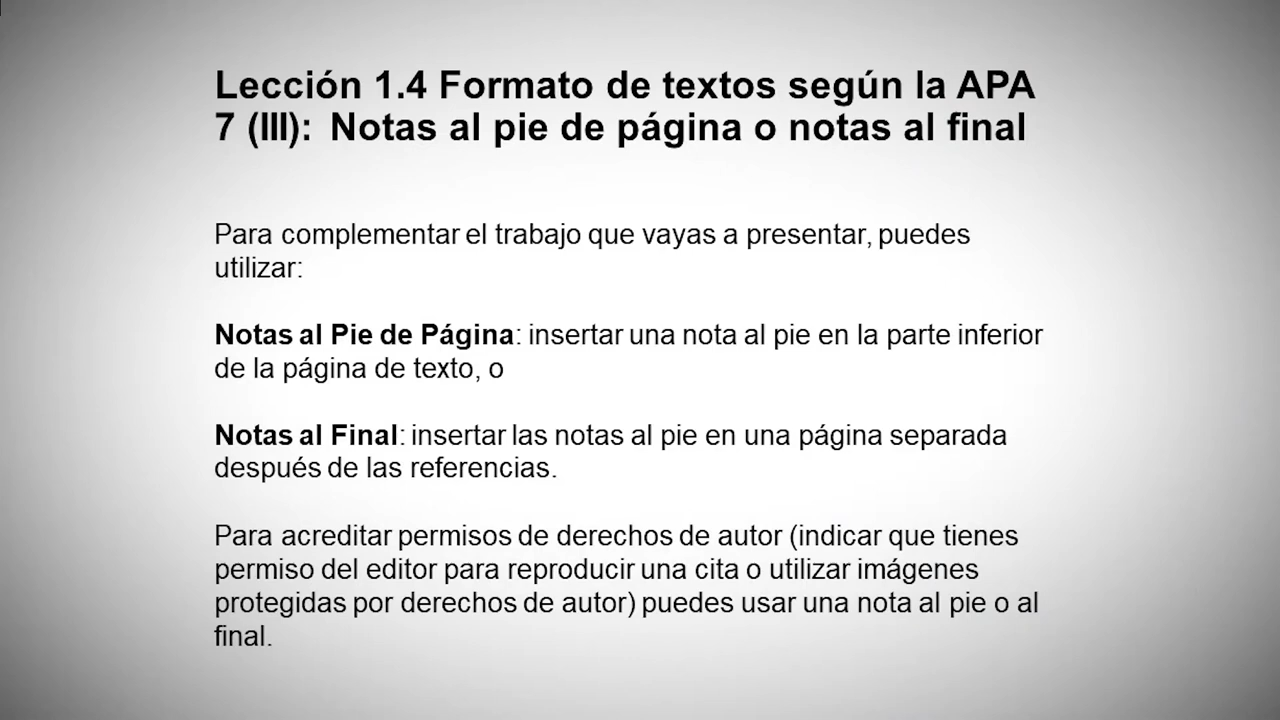 Lección 1.4 Formato de textos según la APA
7 (III): Notas al pie de página o notas al final
Para complementar el trabajo que vayas a presentar, puedes
utilizar:
Notas al Pie de Página: insertar una nota al pie en la parte inferior
de la página de texto, o
Notas al Final: insertar las notas al pie en una página separada
después de las referencias.
Para acreditar permisos de derechos de autor (indicar que tienes
permiso del editor para reproducir una cita o utilizar imágenes
protegidas por derechos de autor) puedes usar una nota al pie o al
final.